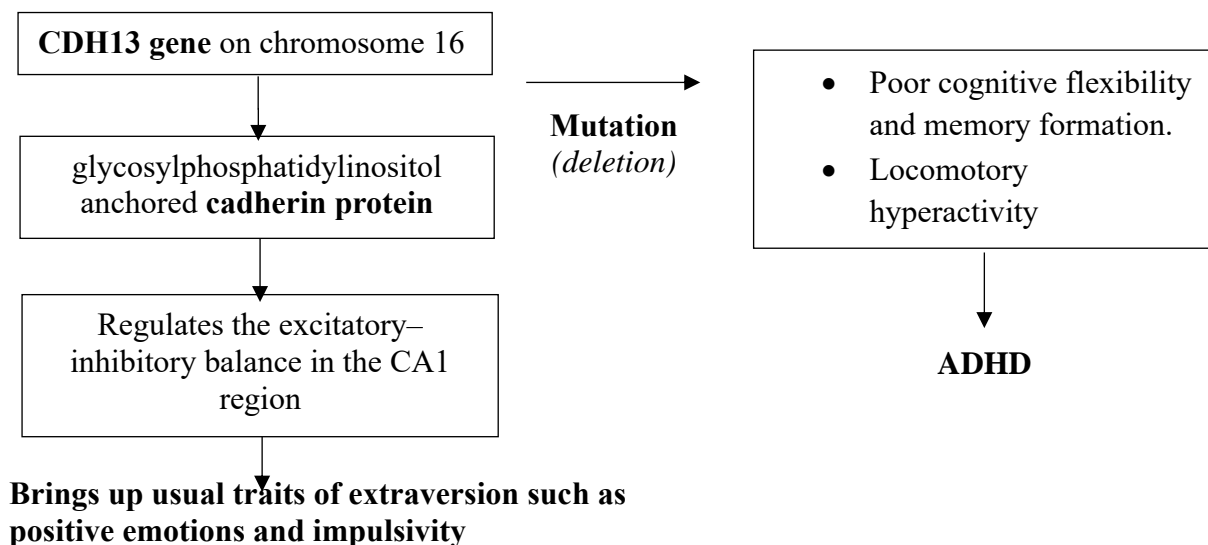 CDH13 gene on chromosome 16
glycosylphosphatidylinositol
anchored cadherin protein
Regulates the excitatory–
inhibitory balance in the CA1
region
Brings up usual traits of extraversion such as
positive emotions and impulsivity
Mutation
(deletion)
• Poor cognitive flexibility
and memory formation.
• Locomotory
hyperactivity
ADHD